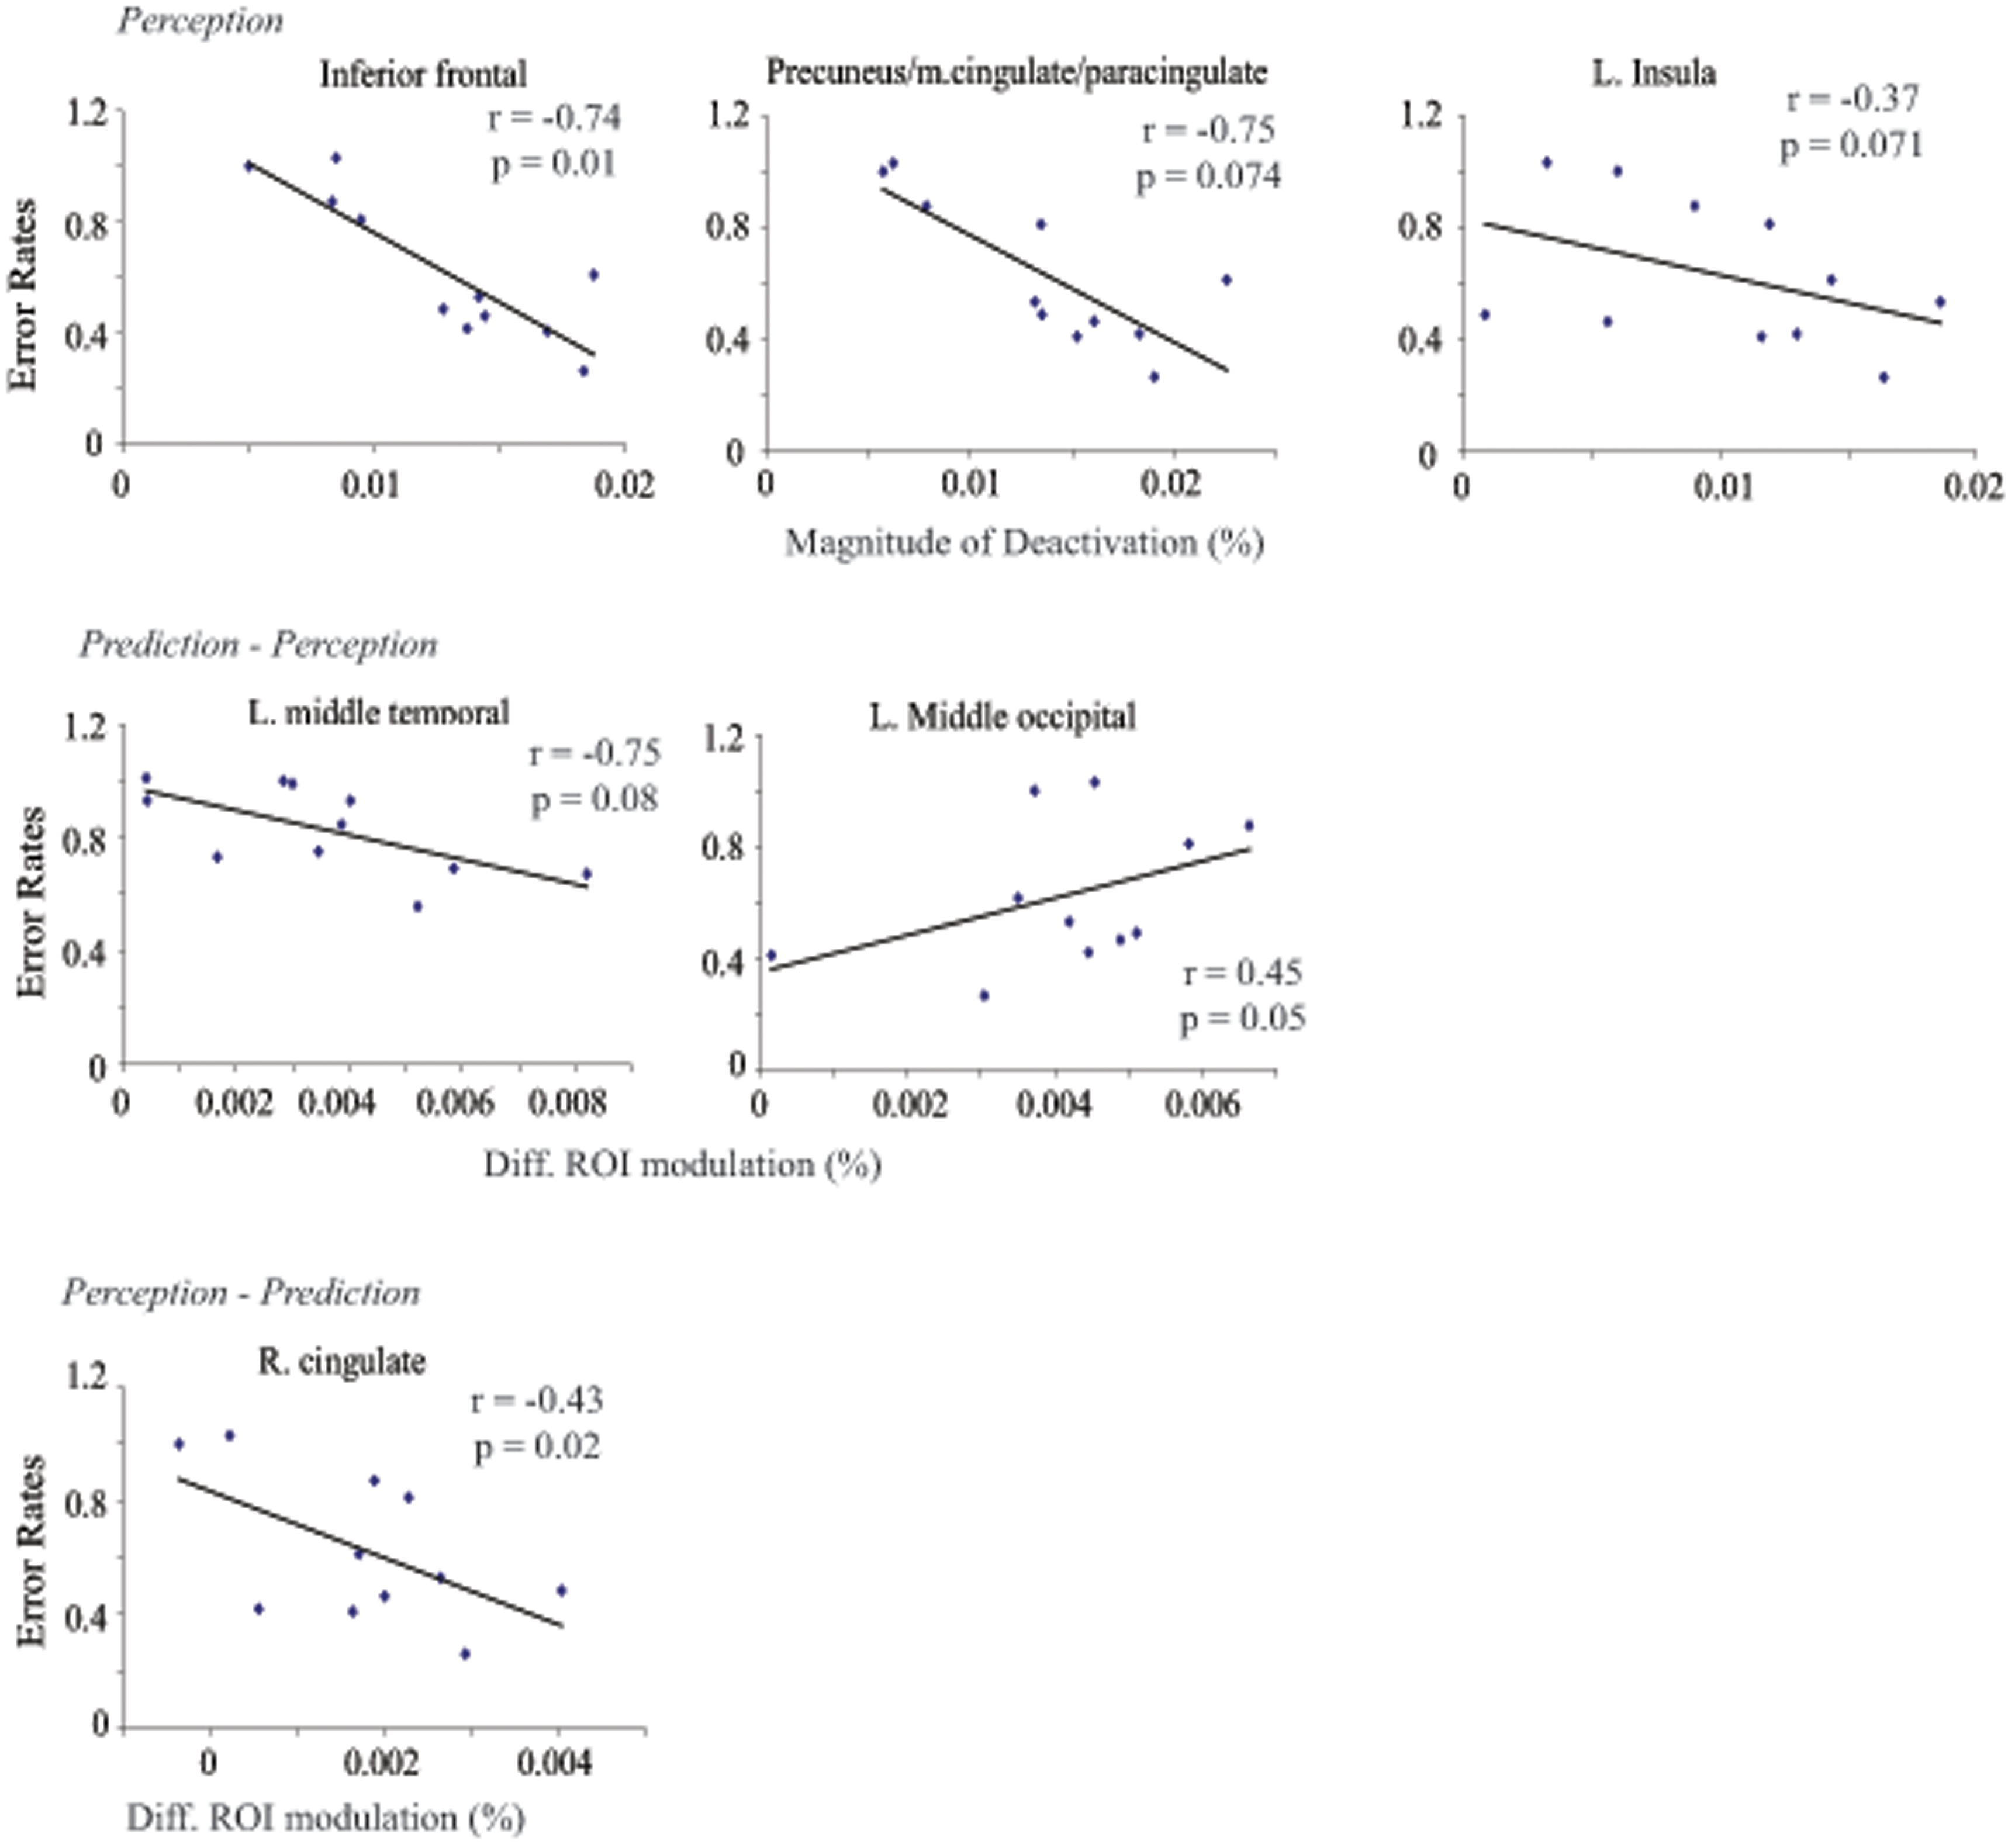 Perception
Inferior frontal
r = -0.74
p = 0.01
Error Rates
1.2
0.8
0.4
0
0
0.01
0.02
Precuneus/m.cingulate/paracingulate
r = -0.75
p = 0.074
1.2
0.8
0.4
0
0
0.01
0.02
L. Insula
r = -0.37
p = 0.071
1.2
0.8
0.4
0
0
0.01
0.02
Magnitude of Deactivation (%)
Prediction - Perception
L. middle temporal
r = -0.75
p = 0.08
Error Rates
1.2
0.8
0.4
0
0
0.002
0.004
0.006
0.008
L. Middle occipital
1.2
0.8
0.4
0
r = 0.45
p = 0.05
0
0.002
0.004
0.006
Diff. ROI modulation (%)
Perception - Prediction
R. cingulate
r = -0.43
p = 0.02
Error Rates
1.2
0.8
0.4
0
0
0.002
0.004
Diff. ROI modulation (%)